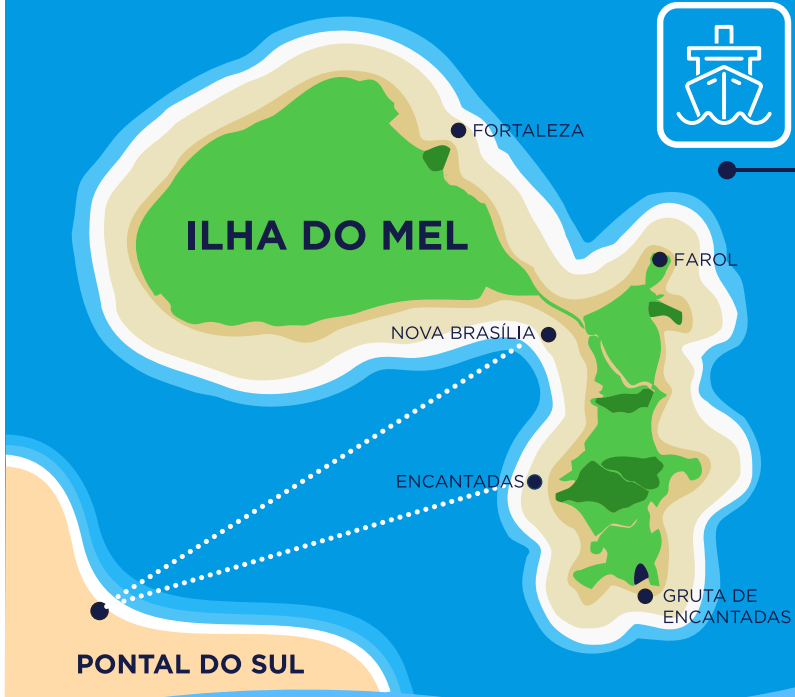 FORTALEZA
ILHA DO MEL
FAROL
NOVA BRASÍLIA
ENCANTADAS
GRUTA DE
ENCANTADAS
PONTAL DO SUL